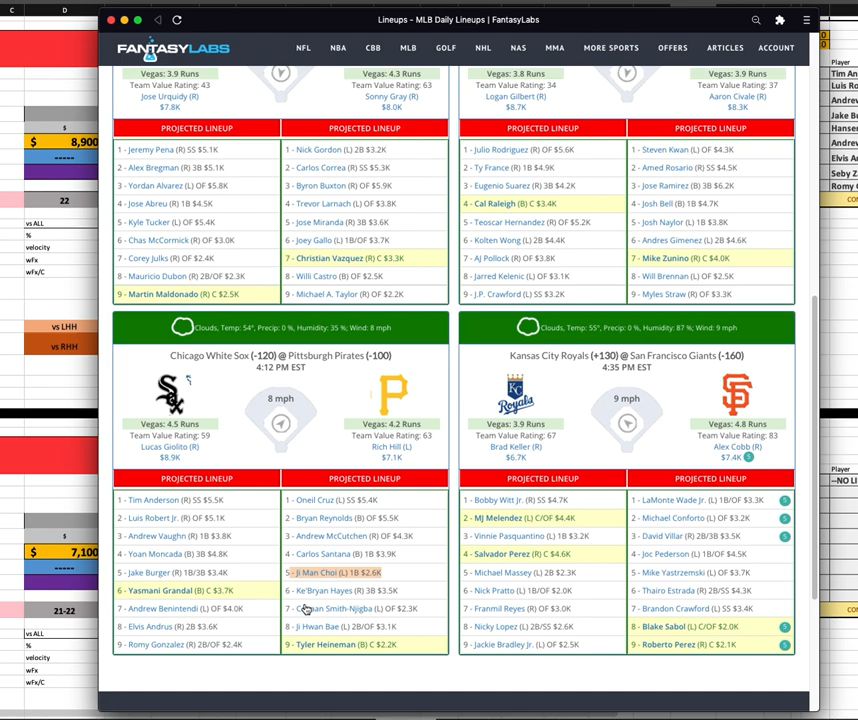 C
D
Lineups - MLB Daily Lineups | FantasyLabs
FANTASYLABS
NFL NBA CBB MLB GOLF NHL NAS MMA MORE SPORTS OFFERS ARTICLES ACCOUNT
$
$ 8,900
-----
22
vs ALL
%
velocity
wFx
wFx/C
vs LHH
vs RHH
$
$ 7,100
-----
21-22
vs ALL
%
velocity
wFx
wFx/C
Vegas: 3.9 Runs
Team Value Rating: 43
Jose Urquidy (R)
$7.8K
Vegas: 4.3 Runs
Team Value Rating: 63
Sonny Gray (R)
$8.0K
PROJECTED LINEUP
1 - Jeremy Pena (R) SS $5.1K
2 - Alex Bregman (R) 3B $5.1K
3 - Yordan Alvarez (L) OF $5.8K
4 - Jose Abreu (R) 1B $4.5K
5 - Kyle Tucker (L) OF $5.4K
6 - Chas McCormick (R) OF $3.0K
7 - Corey Julks (R) OF $2.4K
8 - Mauricio Dubon (R) 2B/OF $2.3K
9 - Martin Maldonado (R) C $2.5K
PROJECTED LINEUP
1 - Nick Gordon (L) 2B $3.2K
2 - Carlos Correa (R) SS $5.3K
3 - Byron Buxton (R) OF $5.9K
4 - Trevor Larnach (L) OF $3.8K
5 - Jose Miranda (R) 3B $3.6K
6 - Joey Gallo (L) 1B/OF $3.7K
7 - Christian Vazquez (R) C $3.3K
8 - Willi Castro (B) OF $2.5K
9 - Michael A. Taylor (R) OF $2.2K
Vegas: 3.8 Runs
Team Value Rating: 34
Logan Gilbert (R)
$8.7K
Vegas: 3.9 Runs
Team Value Rating: 37
Aaron Civale (R)
$8.3K
PROJECTED LINEUP
1 - Julio Rodriguez (R) OF $5.6K
2 - Ty France (R) 1B $4.9K
3 - Eugenio Suarez (R) 3B $4.2K
4 - Cal Raleigh (B) C $3.4K
5 - Teoscar Hernandez (R) OF $5.2K
6 - Kolten Wong (L) 2B $4.4K
7 - AJ Pollock (R) OF $3.8K
8 - Jarred Kelenic (L) OF $3.1K
9 - J.P. Crawford (L) SS $3.2K
PROJECTED LINEUP
1 - Steven Kwan (L) OF $4.3K
2 - Amed Rosario (R) SS $4.5K
3 - Jose Ramirez (B) 3B $6.2K
4 - Josh Bell (B) 1B $4.7K
5 - Josh Naylor (L) 1B $3.8K
6 - Andres Gimenez (L) 2B $4.6K
7 - Mike Zunino (R) C $4.0K
8 - Will Brennan (L) OF $2.5K
9 - Myles Straw (R) OF $3.3K
Clouds, Temp: 54°, Precip: 0 %, Humidity: 35 %; Wind: 8 mph
Chicago White Sox (-120) @ Pittsburgh Pirates (-100)
4:12 PM EST
8 mph
Vegas: 4.5 Runs
Team Value Rating: 59
Lucas Giolito (R)
$8.9K
Vegas: 4.2 Runs
Team Value Rating: 63
Rich Hill (L)
$7.1K
PROJECTED LINEUP
1 - Tim Anderson (R) SS $5.5K
2 - Luis Robert Jr. (R) OF $5.1K
3 - Andrew Vaughn (R) 1B $3.8K
4 - Yoan Moncada (B) 3B $4.8K
5 - Jake Burger (R) 1B/3B $3.4K
6 - Yasmani Grandal (B) C $3.7K
7 - Andrew Benintendi (L) OF $4.0K
8 - Elvis Andrus (R) 2B $3.6K
9 - Romy Gonzalez (R) 2B/OF $2.4K
PROJECTED LINEUP
1 - Oneil Cruz (L) SS $5.4K
2 - Bryan Reynolds (B) OF $5.5K
3 - Andrew McCutchen (R) OF $4.3K
4 - Carlos Santana (B) 1B $3.9K
5 - Ji Man Choi (L) 1B $2.6K
6 - Ke'Bryan Hayes (R) 3B $3.5K
7 - Smith-Njigba (L) OF $2.3K
8 - Ji Hwan Bae (L) 2B/OF $3.1K
9 - Tyler Heineman (B) C $2.2K
Clouds, Temp: 55°, Precip: 0 %, Humidity: 87 %; Wind: 9 mph
Kansas City Royals (+130) @ San Francisco Giants (-160)
4:35 PM EST
9 mph
Royals
SF
Vegas: 3.9 Runs
Team Value Rating: 67
Brad Keller (R)
$6.7K
Vegas: 4.8 Runs
Team Value Rating: 83
Alex Cobb (R)
$7.4K 5
PROJECTED LINEUP
1 - Bobby Witt Jr. (R) SS $4.7K
2 - MJ Melendez (L) C/OF $4.4K
3 - Vinnie Pasquantino (L) 1B $3.2K
4 - Salvador Perez (R) C $4.6K
5 - Michael Massey (L) 2B $2.3K
6 - Nick Pratto (L) 1B/OF $2.0K
7 - Franmil Reyes (R) OF $3.0K
8 - Nicky Lopez (L) 2B/SS $2.6K
9 - Jackie Bradley Jr. (L) OF $2.5K
PROJECTED LINEUP
1 - LaMonte Wade Jr. (L) 1B/OF $3.3K 5
2 - Michael Conforto (L) OF $3.2K 5
3 - David Villar (R) 2B/3B $3.5K 5
4 - Joc Pederson (L) 1B/OF $4.5K
5 - Mike Yastrzemski (L) OF $3.7K
6 - Thairo Estrada (R) 2B/SS $4.4K
7 - Brandon Crawford (L) SS $3.4K
8 - Blake Sabol (L) C/OF $2.0K 5
9 - Roberto Perez (R) C $2.1K 5
Player
Tim An
Luis Ro
Andrew
Jake Bu
Hanser
Andrew
Elvis An
Seby Z
Romy G
CON
Player
--NO LI
CO